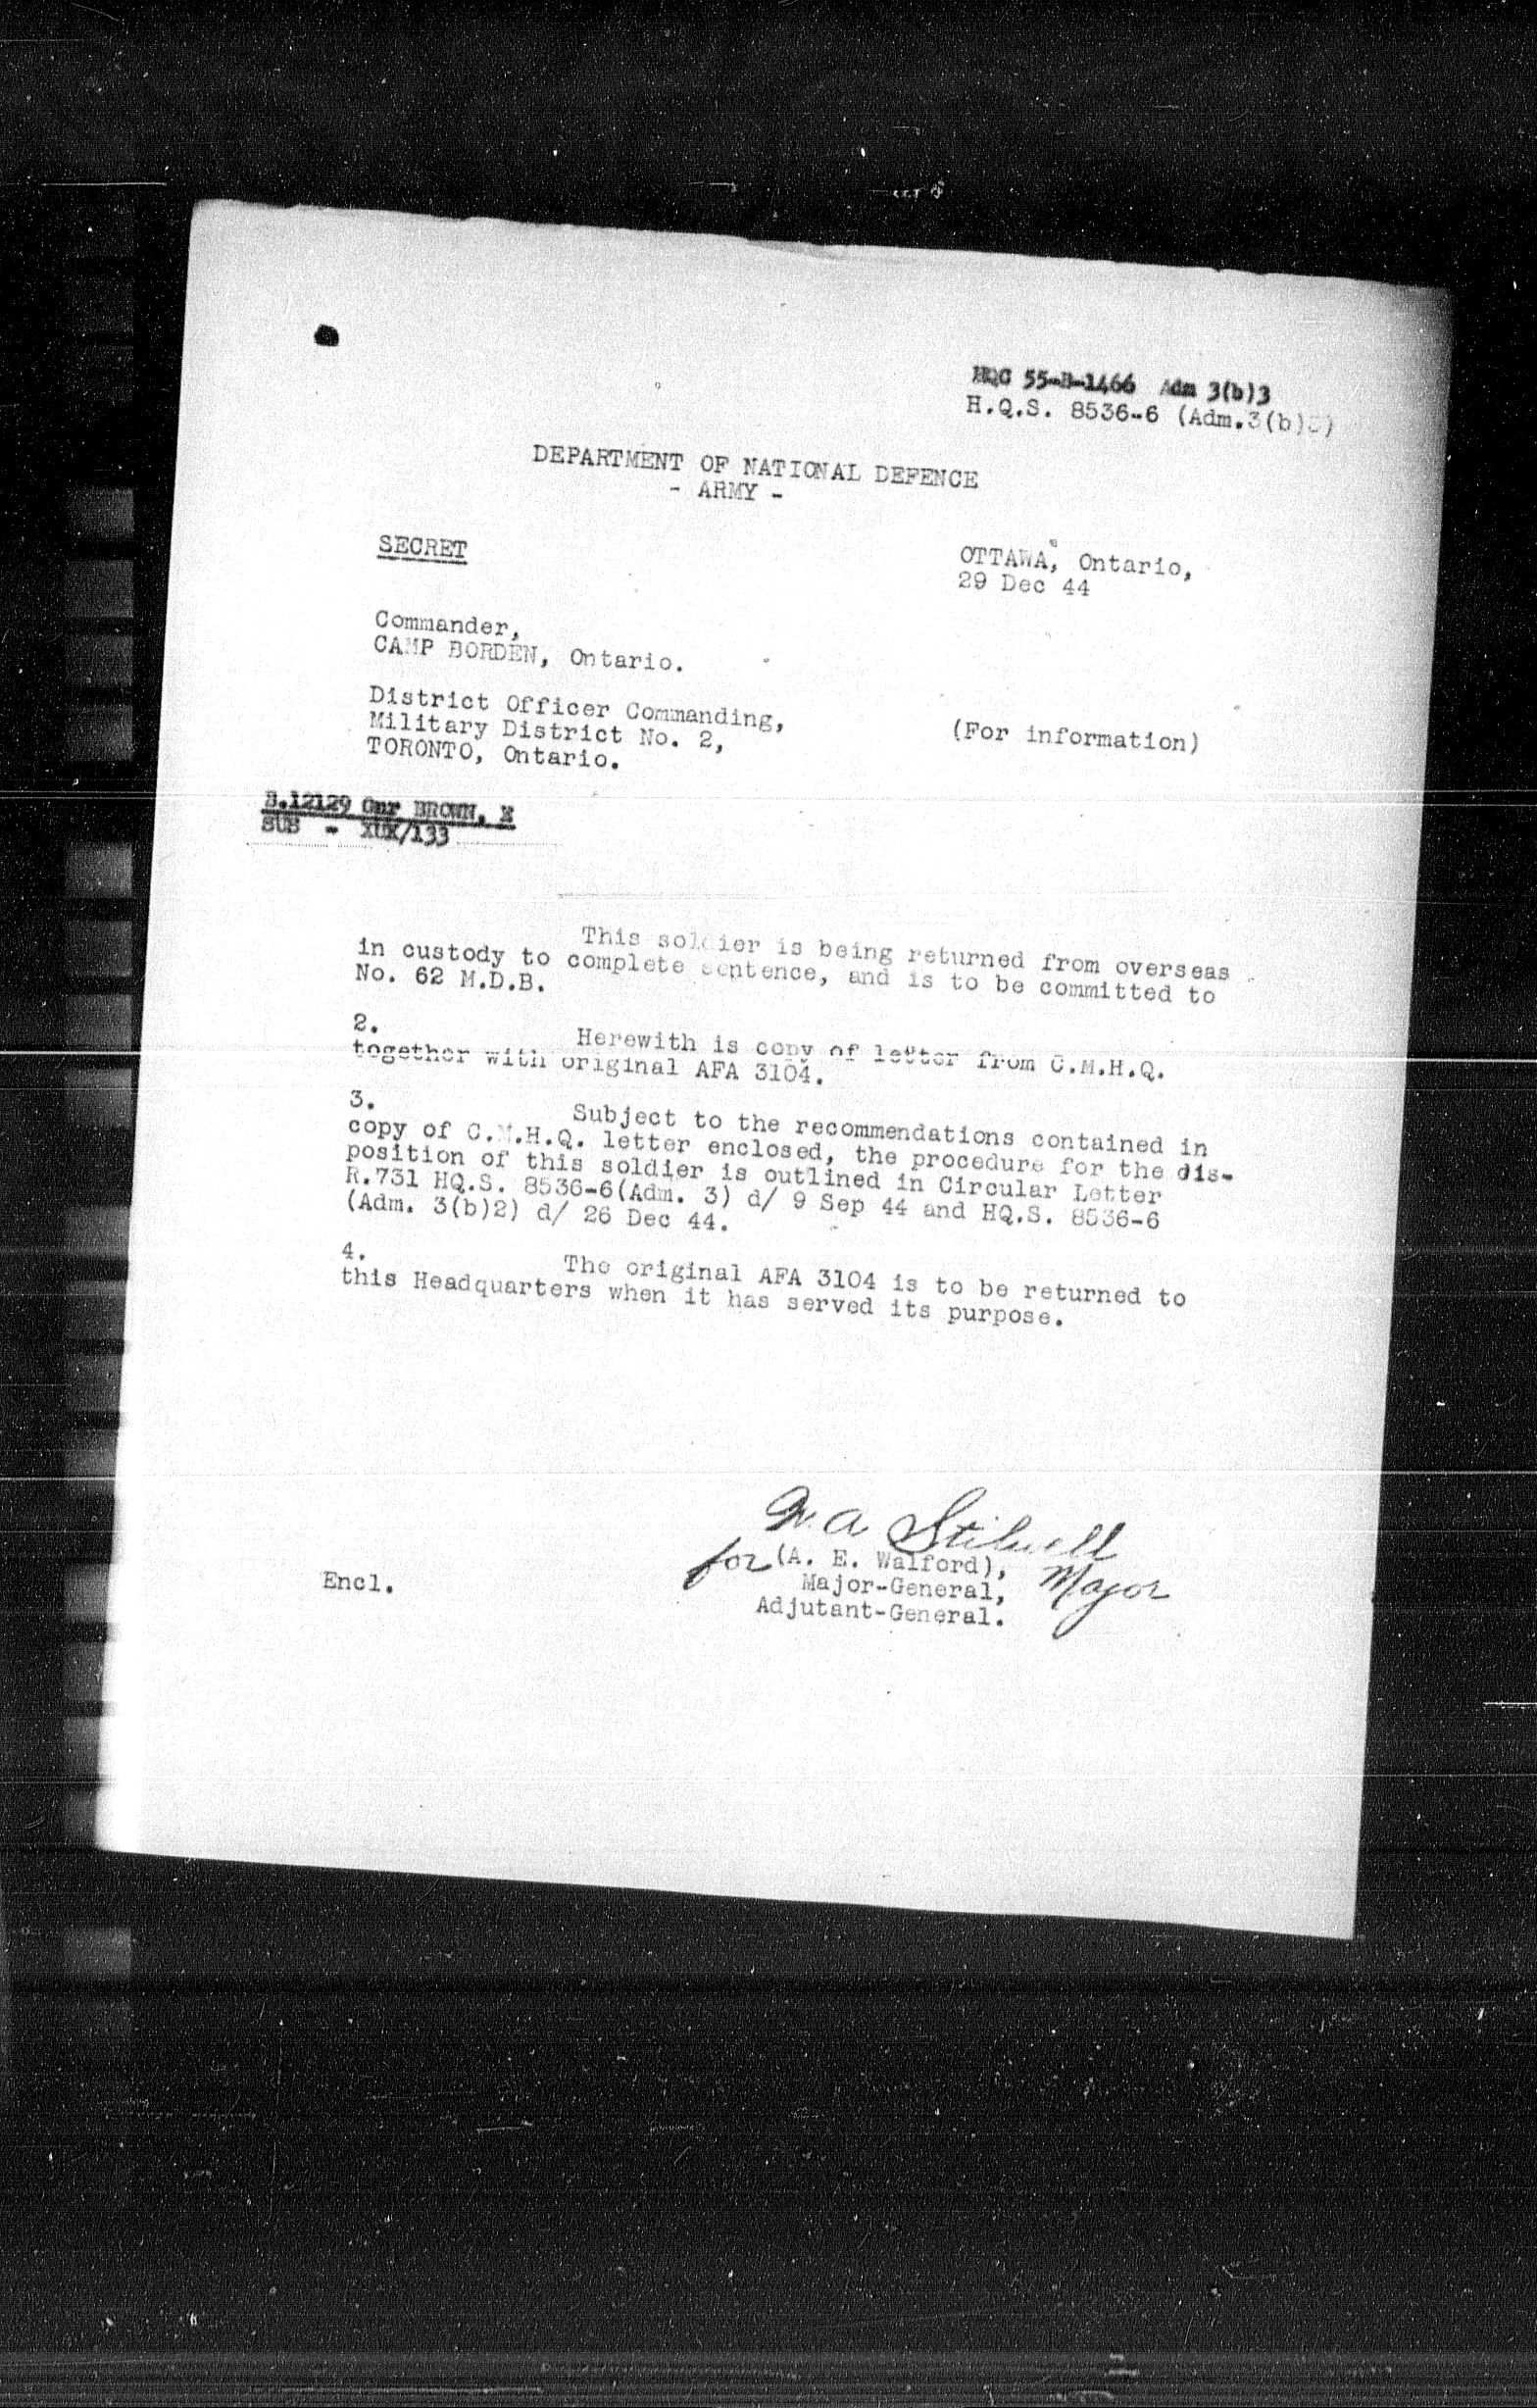 HQC 55-B-1466 Adm 3(b)3
H.Q.S. 8536-6 (Adm.3(b)3)
DEPARTMENT OF NATIONAL DEFENCE
- ARMY -
SECRET
OTTAWA, Ontario,
29 Dec 44
Commander,
CAMP BORDEN, Ontario.
District Officer Commanding,
Military District No. 2,
TORONTO, Ontario.
(For information)
B.12129 Gnr BROWN, E
SUS - XUK/133
This soldier is being returned from overseas
in custody to complete sentence, and is to be committed to
No. 62 M.D.B.
2. Herewith is copy of letter from C.M.H.Q.
together with original AFA 3104.
3. Subject to the recommendations contained in
copy of C.M.H.Q. letter enclosed, the procedure for the dis-
position of this soldier is outlined in Circular Letter
R.731 HQ.S. 8536-6(Adm. 3) d/ 9 Sep 44 and HQ.S. 8536-6
(Adm. 3(b)2) d/ 26 Dec 44.
4. The original AFA 3104 is to be returned to
this Headquarters when it has served its purpose.
A Stilwell
for (A. E. Walford), Major
Major-General,
Adjutant-General.
Encl.